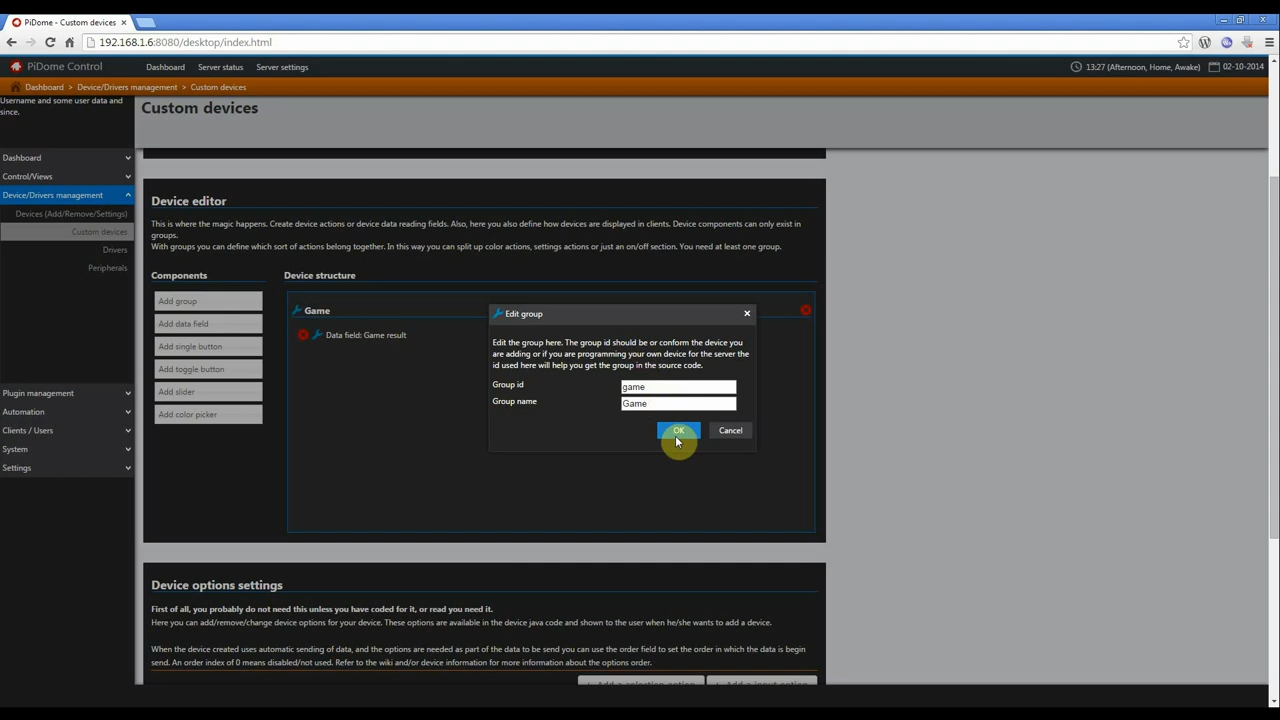 PiDome - Custom devices
192.168.1.6:8080/desktop/index.html
PiDome Control
Dashboard
Server status
Server settings
13:27 (Afternoon, Home, Awake)
02-10-2014
Dashboard > Device/Drivers management > Custom devices
Username and some user data and
since.
Custom devices
Dashboard
Control/Views
Device/Drivers management
Devices (Add/Remove/Settings)
Custom devices
Drivers
Peripherals
Plugin management
Automation
Clients / Users
System
Settings
Device editor
This is where the magic happens. Create device actions or device data reading fields. Also, here you also define how devices are displayed in clients. Device components can only exist in
groups.
With groups you can define which sort of actions belong together. In this way you can split up color actions, settings actions or just an on/off section. You need at least one group.
Components
Add group
Add data field
Add single button
Add toggle button
Add slider
Add color picker
Device structure
Game
Data field: Game result
Edit group
Edit the group here. The group id should be or conform the device you
are adding or if you are programming your own device for the server the
id used here will help you get the group in the source code.
Group id
game
Group name
Game
OK
Cancel
Device options settings
First of all, you probably do not need this unless you have coded for it, or read you need it.
Here you can add/remove/change device options for your device. These options are available in the device java code and shown to the user when he/she wants to add a device.
When the device created uses automatic sending of data, and the options are needed as part of the data to be send you can use the order field to set the order in which the data is begin
send. An order index of 0 means disabled/not used. Refer to the wiki and/or device information for more information about the options order.
+ Add a selection option
+ Add a input option